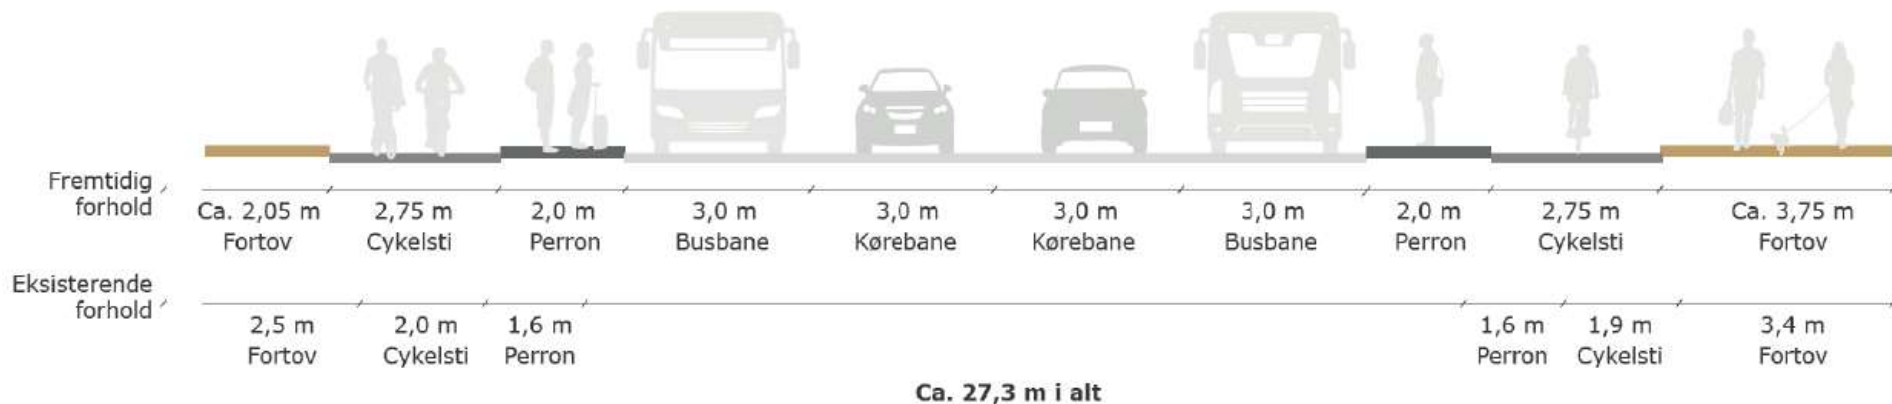 Fremtidig
forhold
Ca. 2,05 m 2,75 m 2,0 m 3,0 m 3,0 m 3,0 m 3,0 m 2,0 m 2,75 m Ca. 3,75 m
Fortov Cykelsti Perron Busbane Kørebane Kørebane Busbane Perron Cykelsti Fortov
Eksisterende
forhold
2,5 m 2,0 m 1,6 m 1,6 m 1,9 m 3,4 m
Fortov Cykelsti Perron Perron Cykelsti Fortov
Ca. 27,3 m i alt